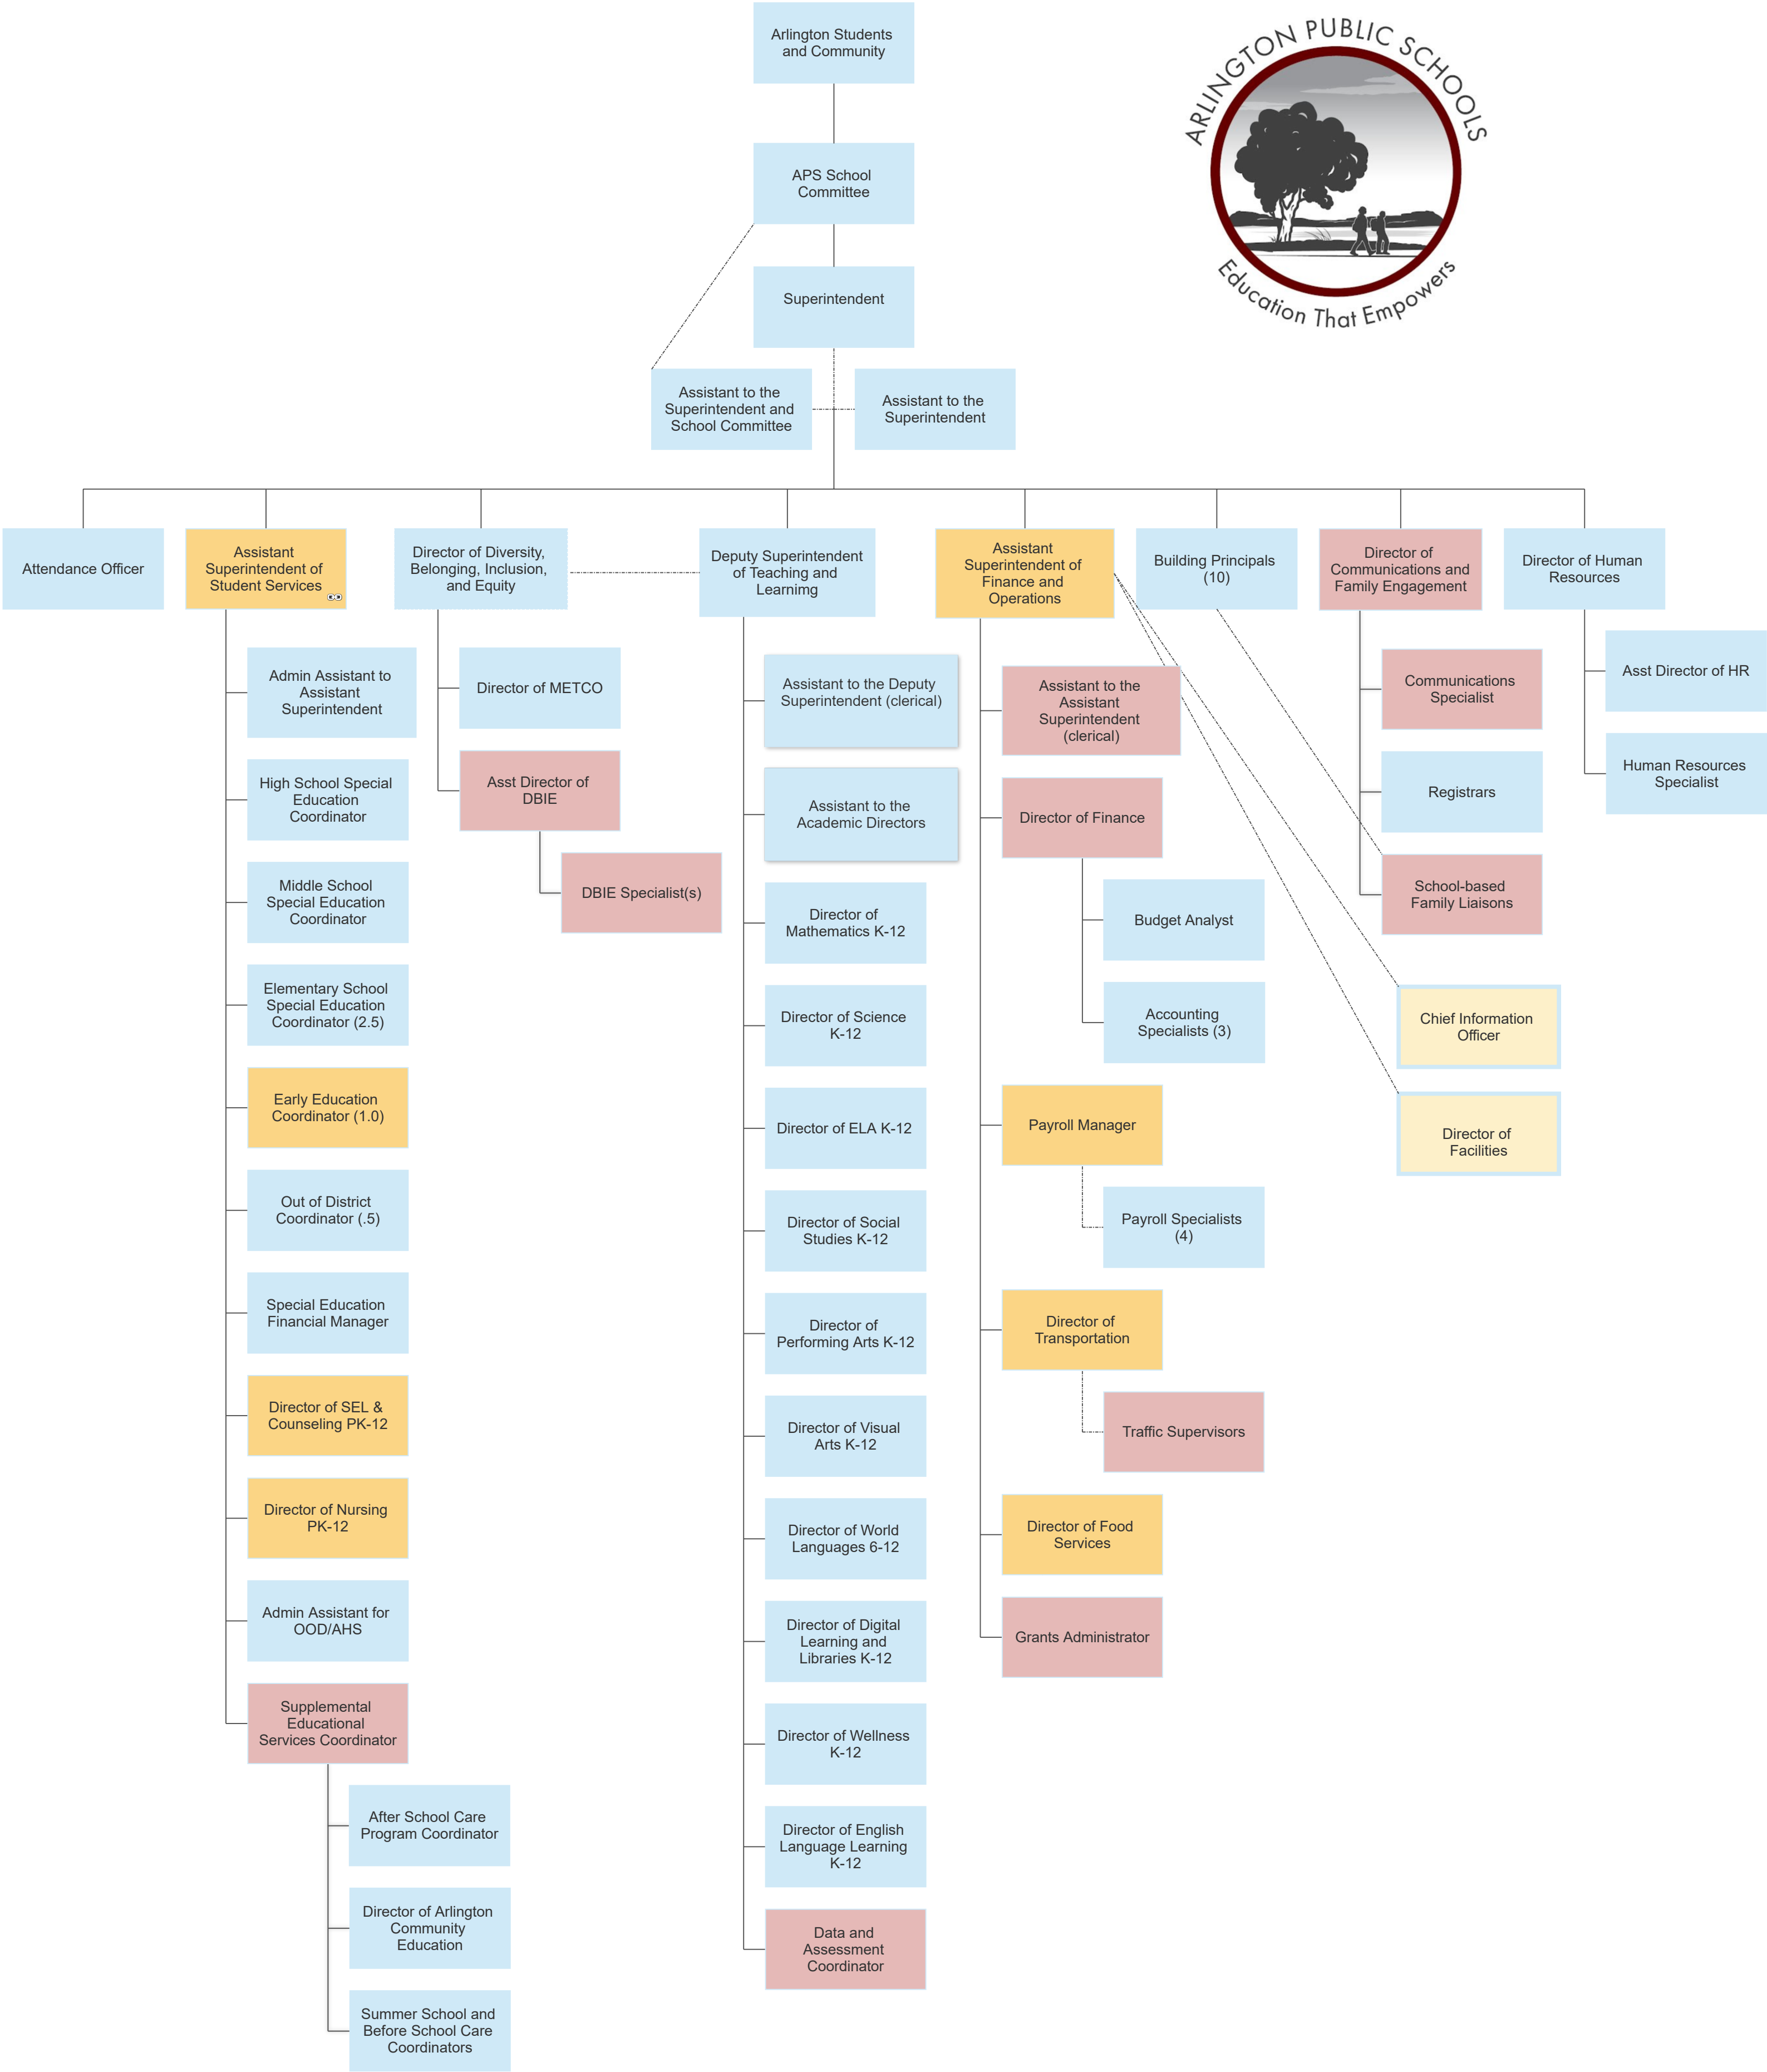 Arlington Students
and Community
ARLINGTON PUBLIC SCHOOLS
Education That Empowers
APS School
Committee
Superintendent
Assistant to the
Superintendent and
School Committee
Assistant to the
Superintendent
Attendance Officer
Assistant
Superintendent of
Student Services
Director of Diversity,
Belonging, Inclusion,
and Equity
Deputy Superintendent
of Teaching and
Learnimg
Assistant
Superintendent of
Finance and
Operations
Building Principals
(10)
Director of
Communications and
Family Engagement
Director of Human
Resources
Admin Assistant to
Assistant
Superintendent
High School Special
Education
Coordinator
Middle School
Special Education
Coordinator
Elementary School
Special Education
Coordinator (2.5)
Early Education
Coordinator (1.0)
Out of District
Coordinator (.5)
Special Education
Financial Manager
Director of SEL &
Counseling PK-12
Director of Nursing
PK-12
Admin Assistant for
OOD/AHS
Supplemental
Educational
Services Coordinator
After School Care
Program Coordinator
Director of Arlington
Community
Education
Summer School and
Before School Care
Coordinators
Director of METCO
Asst Director of
DBIE
DBIE Specialist(s)
Assistant to the Deputy
Superintendent (clerical)
Assistant to the
Academic Directors
Director of
Mathematics K-12
Director of Science
K-12
Director of ELA K-12
Director of Social
Studies K-12
Director of
Performing Arts K-12
Director of Visual
Arts K-12
Director of World
Languages 6-12
Director of Digital
Learning and
Libraries K-12
Director of Wellness
K-12
Director of English
Language Learning
K-12
Data and
Assessment
Coordinator
Assistant to the
Assistant
Superintendent
(clerical)
Director of Finance
Budget Analyst
Accounting
Specialists (3)
Payroll Manager
Payroll Specialists
(4)
Director of
Transportation
Traffic Supervisors
Director of Food
Services
Grants Administrator
Communications
Specialist
Registrars
School-based
Family Liaisons
Chief Information
Officer
Director of
Facilities
Asst Director of HR
Human Resources
Specialist